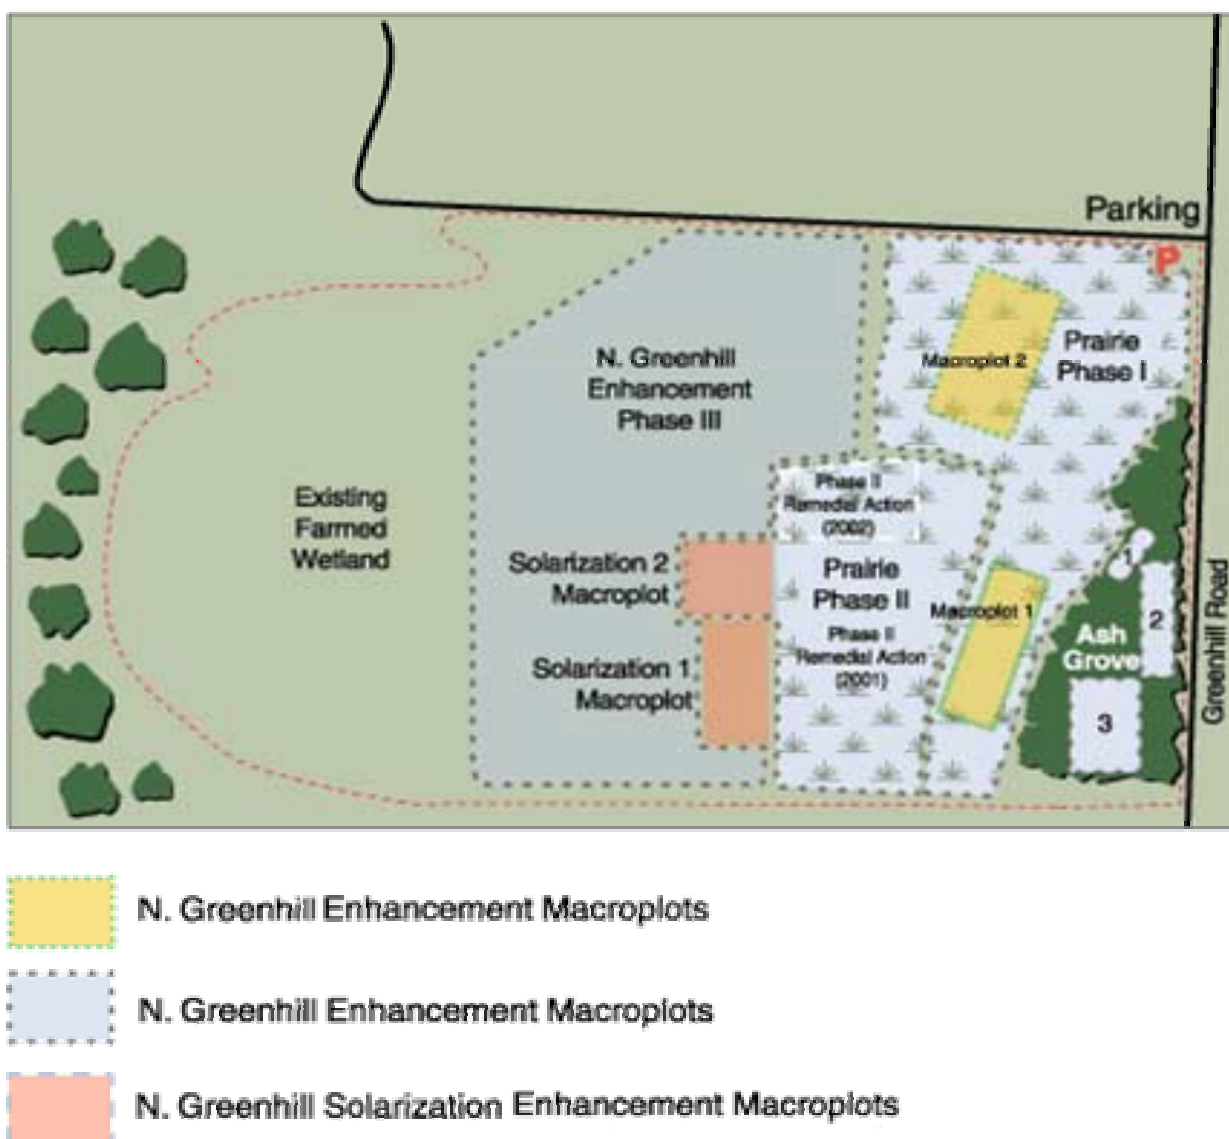 Parking
P
Macroplot 2
Prairie
Phase I
N. Greenhill
Enhancement
Phase III
Existing
Farmed
Wetland
Phase II
Remedial Action
(2002)
Solarization 2
Macroplot
Prairie
Phase II
Macroplot 1
Phase II
Remedial Action
(2001)
Solarization 1
Macroplot
1
2
Ash
Grove
3
Greenhill Road
N. Greenhill Enhancement Macroplots
N. Greenhill Enhancement Macroplots
N. Greenhill Solarization Enhancement Macroplots